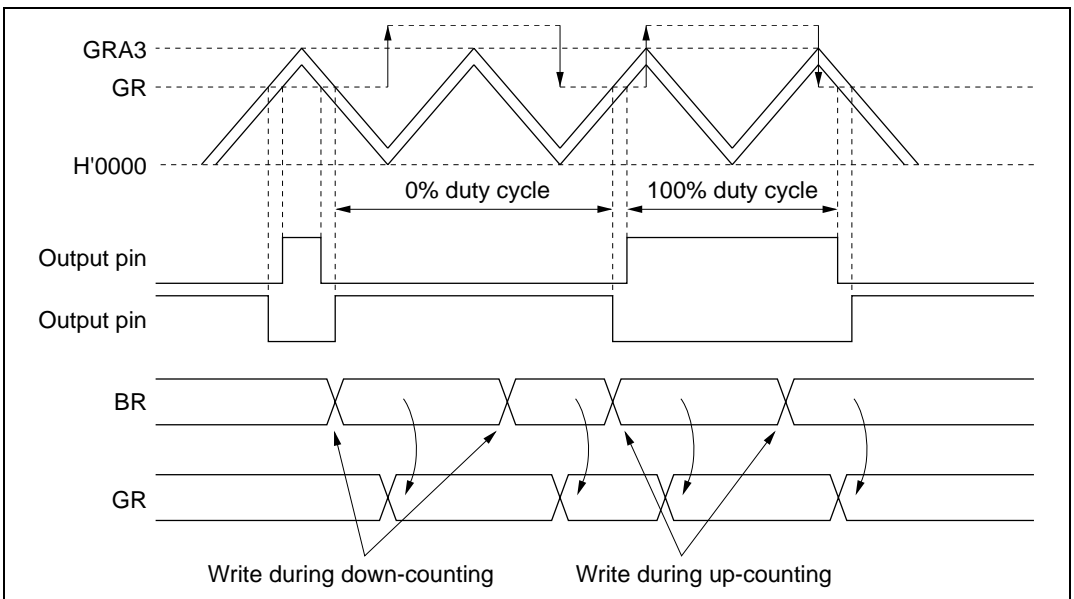 GRA3
GR
H'0000
0% duty cycle
100% duty cycle
Output pin
Output pin
BR
GR
Write during down-counting
Write during up-counting